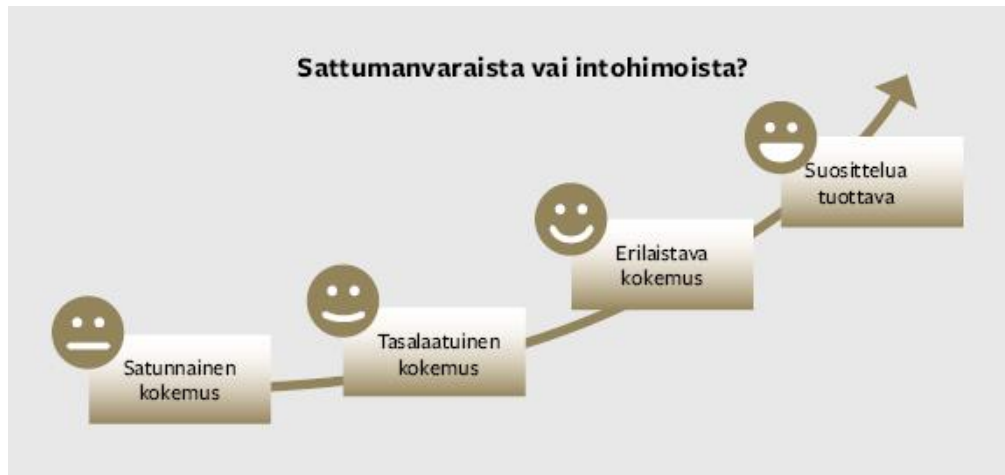 Sattumanvaraista vai intohimoista?
Suosittelua
tuottava
Erilaistava
kokemus
Tasalaatuinen
kokemus
Satunnainen
kokemus